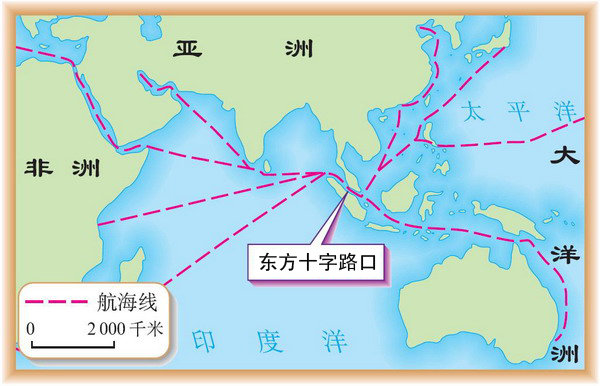 亚 洲
太 平 洋
非 洲
大
洋
洲
东方十字路口
航海线
0 2 000 千米
印 度 洋